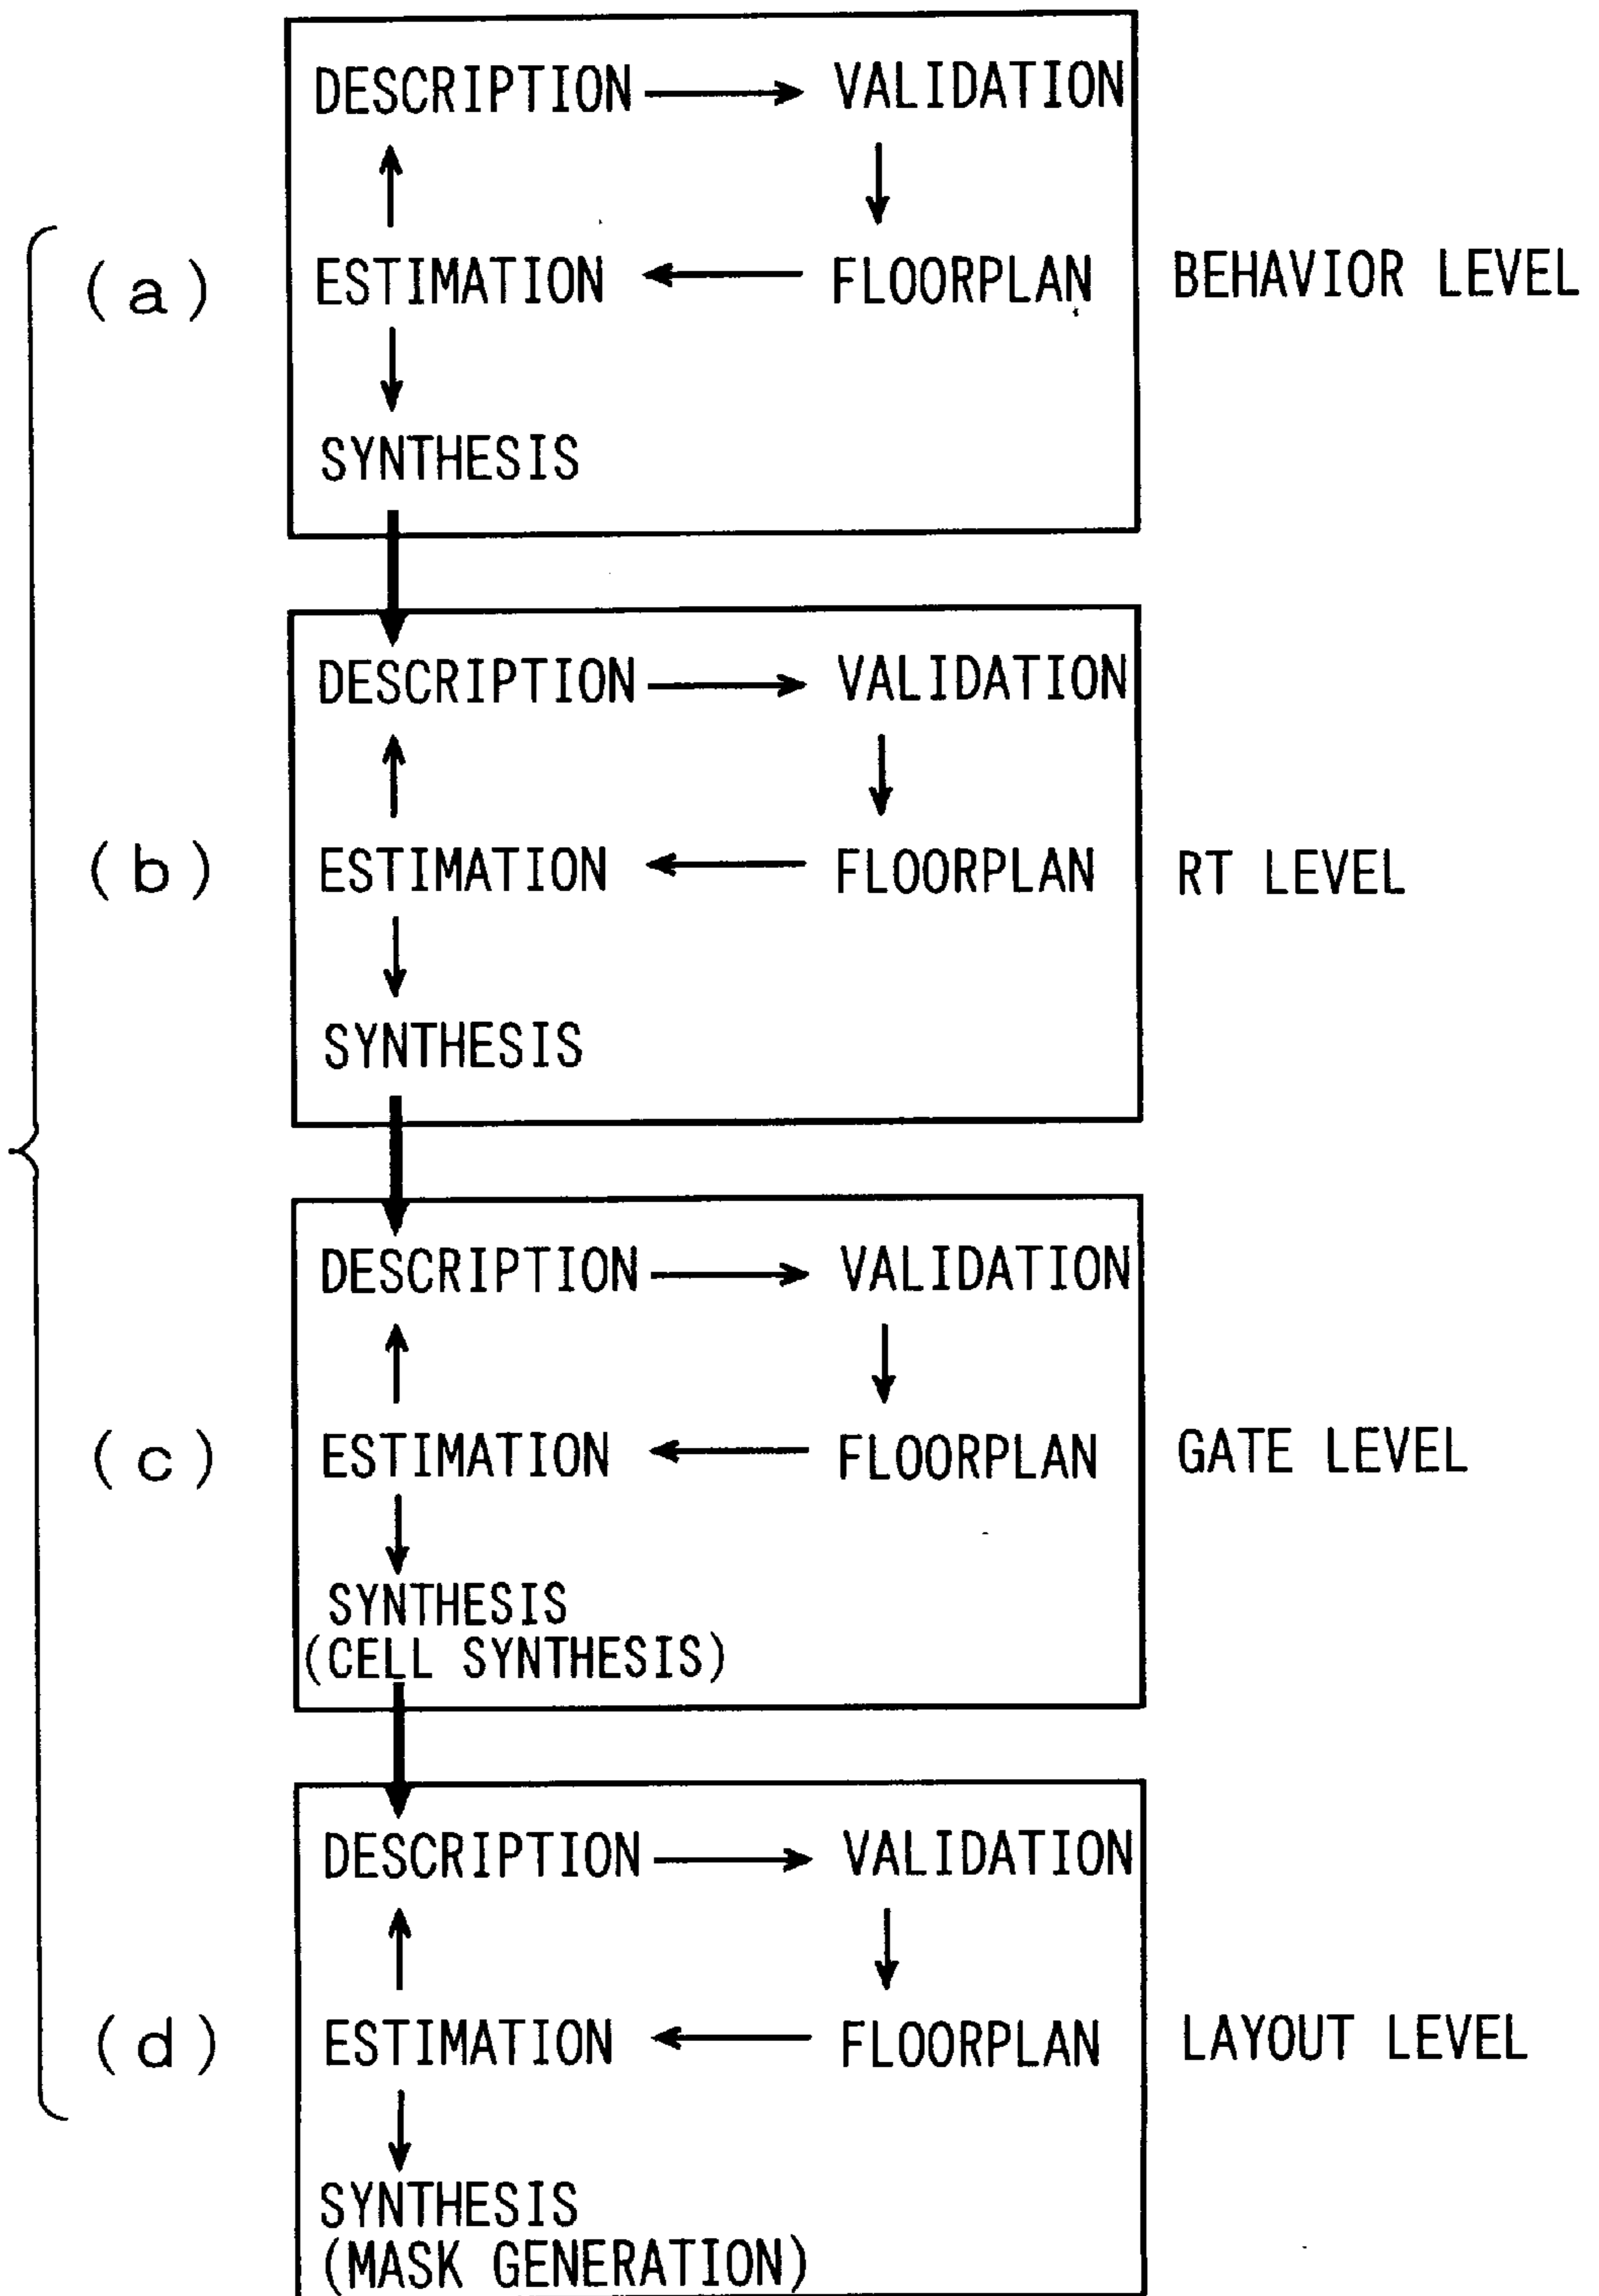 DESCRIPTION VALIDATION
(a) ESTIMATION FLOORPLAN BEHAVIOR LEVEL
SYNTHESIS
DESCRIPTION VALIDATION
(b) ESTIMATION FLOORPLAN RT LEVEL
SYNTHESIS
DESCRIPTION VALIDATION
(c) ESTIMATION FLOORPLAN GATE LEVEL
SYNTHESIS
(CELL SYNTHESIS)
DESCRIPTION VALIDATION
(d) ESTIMATION FLOORPLAN LAYOUT LEVEL
SYNTHESIS
(MASK GENERATION)